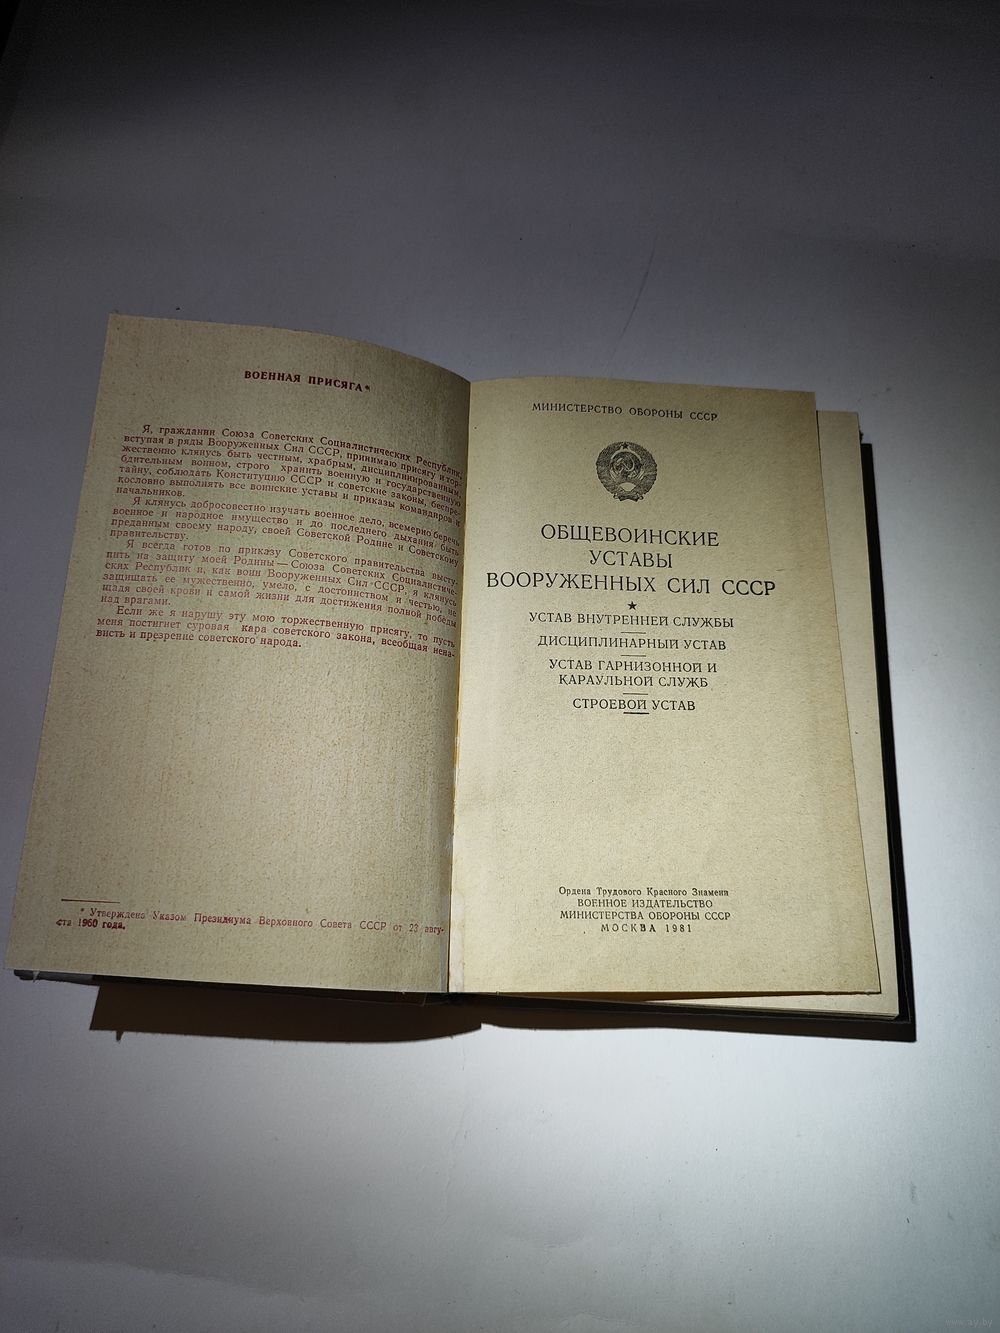 ВОЕННАЯ ПРИСЯГА*
Я, гражданин Союза Советских Социалистических Республик,
вступая в ряды Вооруженных Сил СССР, принимаю присягу и тор-
жественно клянусь быть честным, храбрым, дисциплинированным,
бдительным воином, строго хранить военную и государственную
тайну, соблюдать Конституцию СССР и советские законы, беспре-
кословно выполнять все воинские уставы и приказы командиров и
начальников.
Я клянусь добросовестно изучать военное дело, всемерно беречь
военное и народное имущество и до последнего дыхания быть
преданным своему народу, своей Советской Родине и Советскому
правительству.
Я всегда готов по приказу Советского правительства высту-
пить на защиту моей Родины — Союза Советских Социалистиче-
ских Республик и, как воин Вооруженных Сил СССР, я клянусь
защищать ее мужественно, умело, с достоинством и честью, не
щадя своей крови и самой жизни для достижения полной победы
над врагами.
Если же я нарушу эту мою торжественную присягу, то пусть
меня постигнет суровая кара советского закона, всеобщая нена-
висть и презрение советского народа.
* Утверждена Указом Президиума Верховного Совета СССР от 23 авгу-
ста 1960 года.
МИНИСТЕРСТВО ОБОРОНЫ СССР
ОБЩЕВОИНСКИЕ
УСТАВЫ
ВООРУЖЕННЫХ СИЛ СССР
★
УСТАВ ВНУТРЕННЕЙ СЛУЖБЫ
ДИСЦИПЛИНАРНЫЙ УСТАВ
УСТАВ ГАРНИЗОННОЙ И
КАРАУЛЬНОЙ СЛУЖБ
СТРОЕВОЙ УСТАВ
Ордена Трудового Красного Знамени
ВОЕННОЕ ИЗДАТЕЛЬСТВО
МИНИСТЕРСТВА ОБОРОНЫ СССР
МОСКВА 1981
www.ay.by